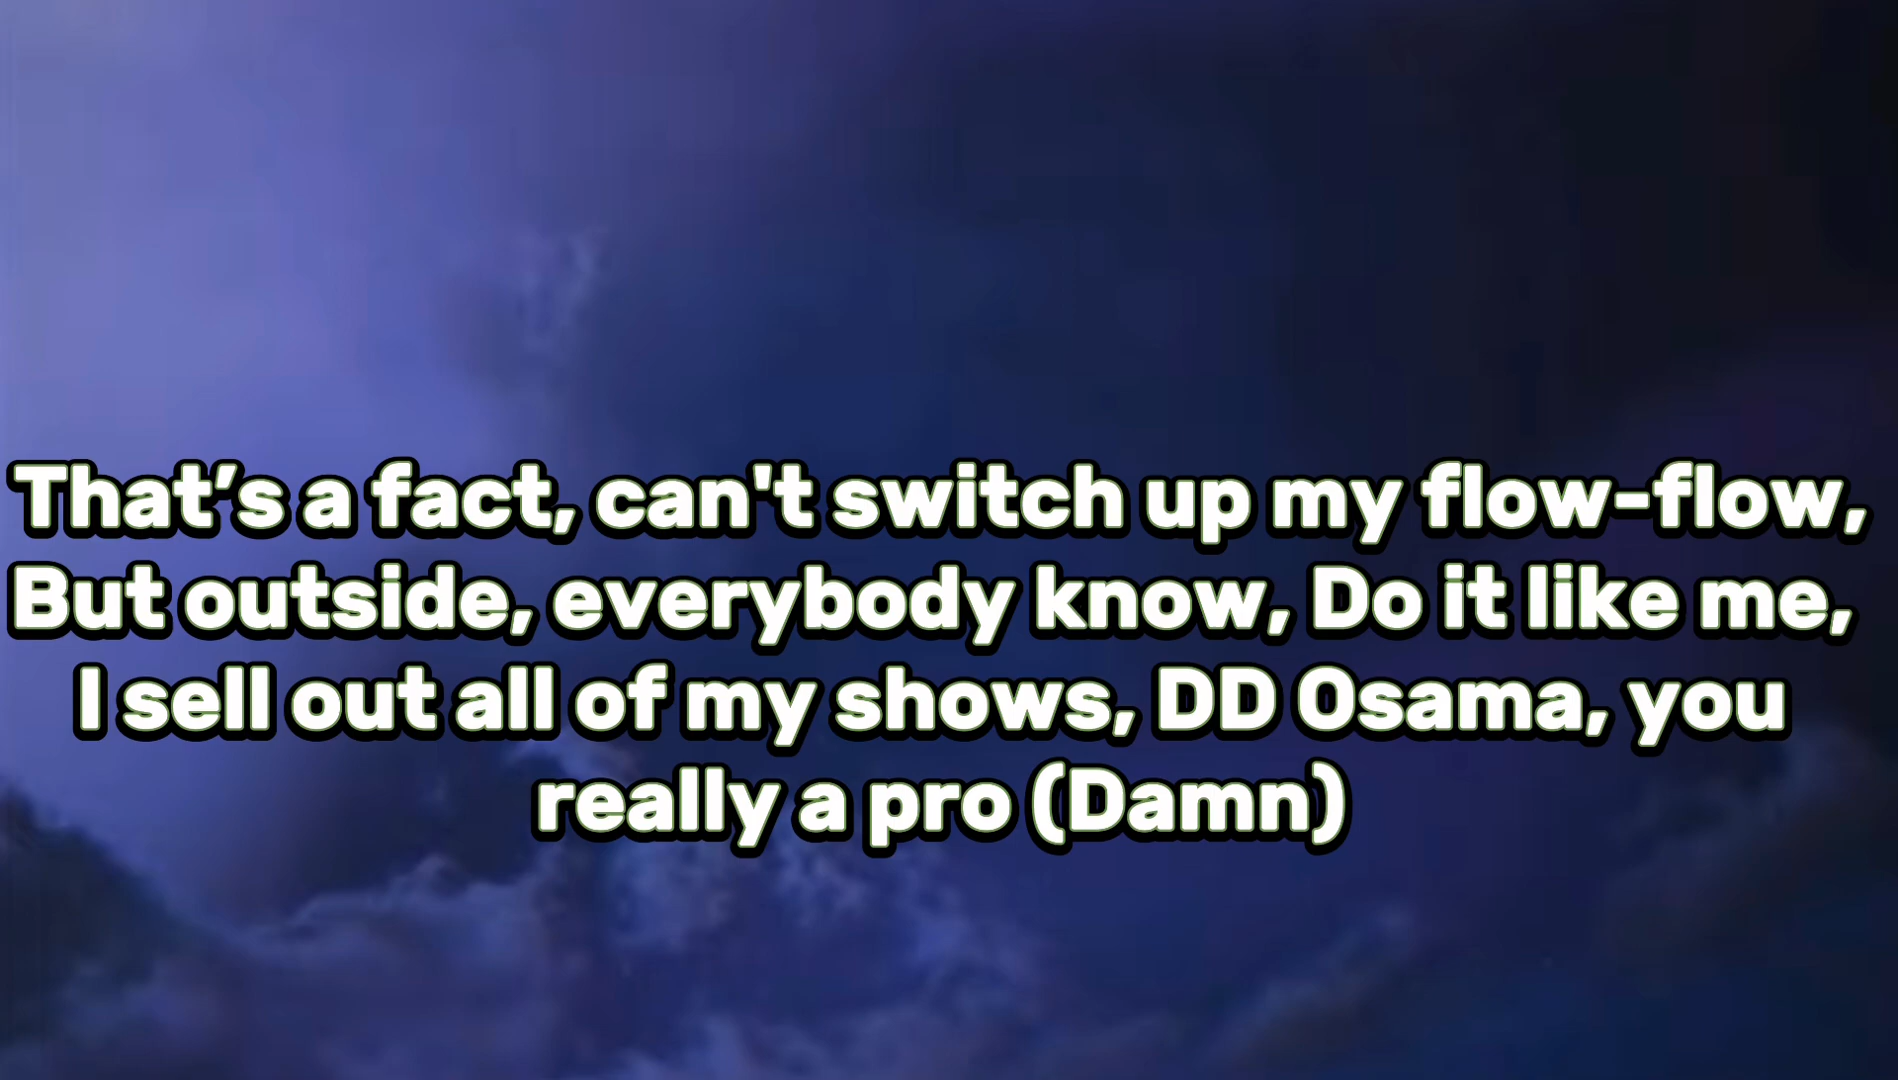 That’s a fact, can't switch up my flow-flow,
But outside, everybody know, Do it like me,
I sell out all of my shows, DD Osama, you
really a pro (Damn)